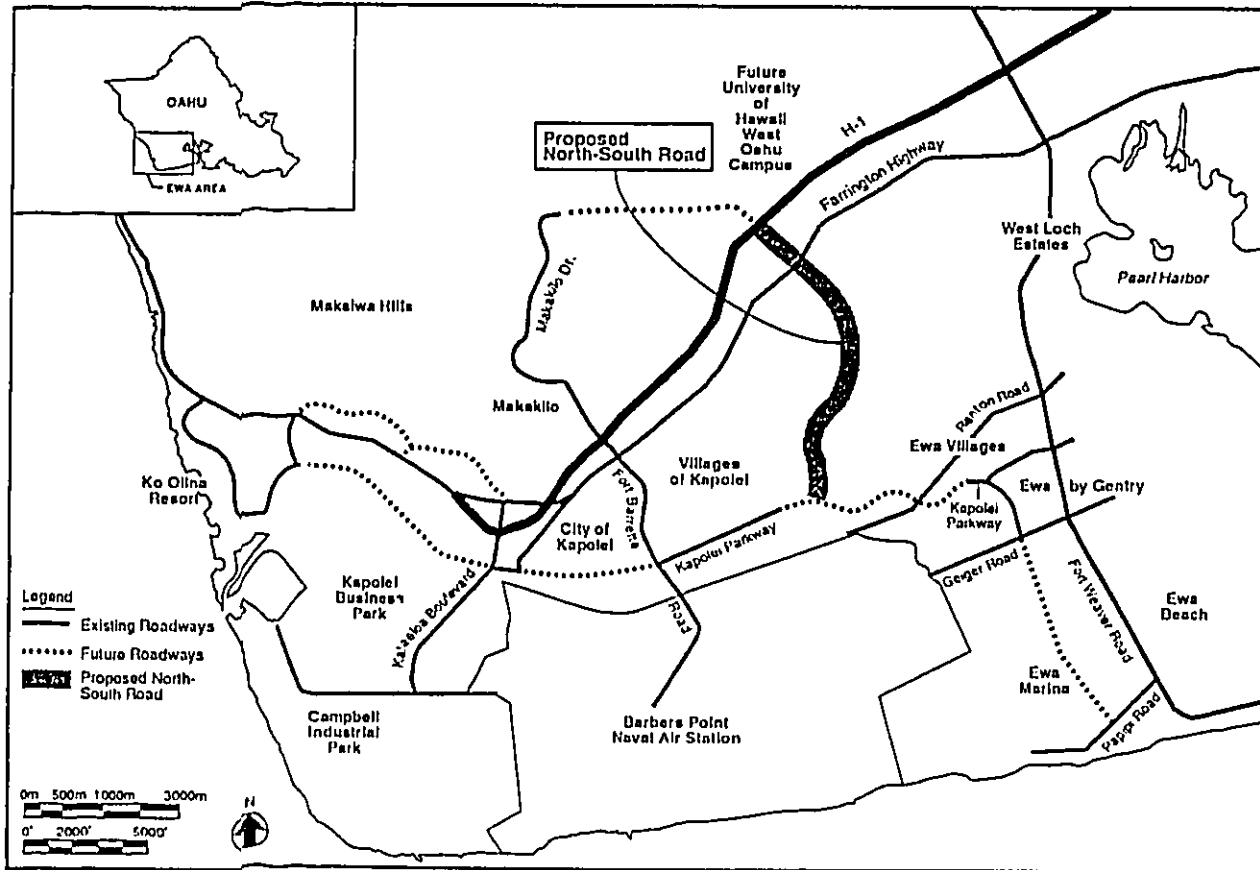 OAHU
EWA AREA
Future
University
of
Hawaii
West
Oahu
Campus
Proposed
North-South Road
H-1
Farrington Highway
West Loch
Estates
Pearl Harbor
Makaiwa Hills
Makakilo Dr.
Makakilo
Ko Olina
Resort
Villages
of Kapolei
Renton Road
Ewa Villages
Ewa by Gentry
Kapolei
Parkway
City of
Kapolei
Fort Barrette
Road
Kapolei Parkway
Geiger Road
Fort Weaver Road
Ewa
Beach
Kapolei
Business
Park
Kalaeloa Boulevard
Ewa
Marina
Papipi Road
Campbell
Industrial
Park
Barbers Point
Naval Air Station
Legend
Existing Roadways
Future Roadways
Proposed North-
South Road
0m 500m 1000m 3000m
0' 2000' 5000'
N